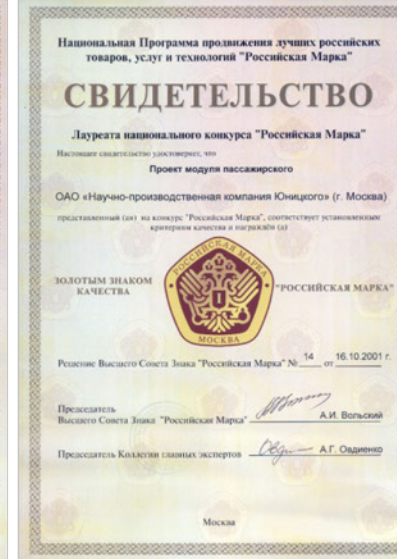 Национальная Программа продвижения лучших российских
товаров, услуг и технологий "Российская Марка"
СВИДЕТЕЛЬСТВО
Лауреата национального конкурса "Российская Марка"
Настоящее свидетельство удостоверяет, что
Проект модуля пассажирского
ОАО «Научно-производственная компания Юницкого» (г. Москва)
представленный (ая) на конкурс "Российская Марка", соответствует установленным
критериям качества и награждён (а)
ЗОЛОТЫМ ЗНАКОМ
КАЧЕСТВА
РОССИЙСКАЯ МАРКА
МОСКВА
"РОССИЙСКАЯ МАРКА"
Решение Высшего Совета Знака "Российская Марка" № 14 от 16.10.2001 г.
Председатель
Высшего Совета Знака "Российская Марка" А.И. Вольский
Председатель Коллегии главных экспертов А.Г. Овдиенко
Москва